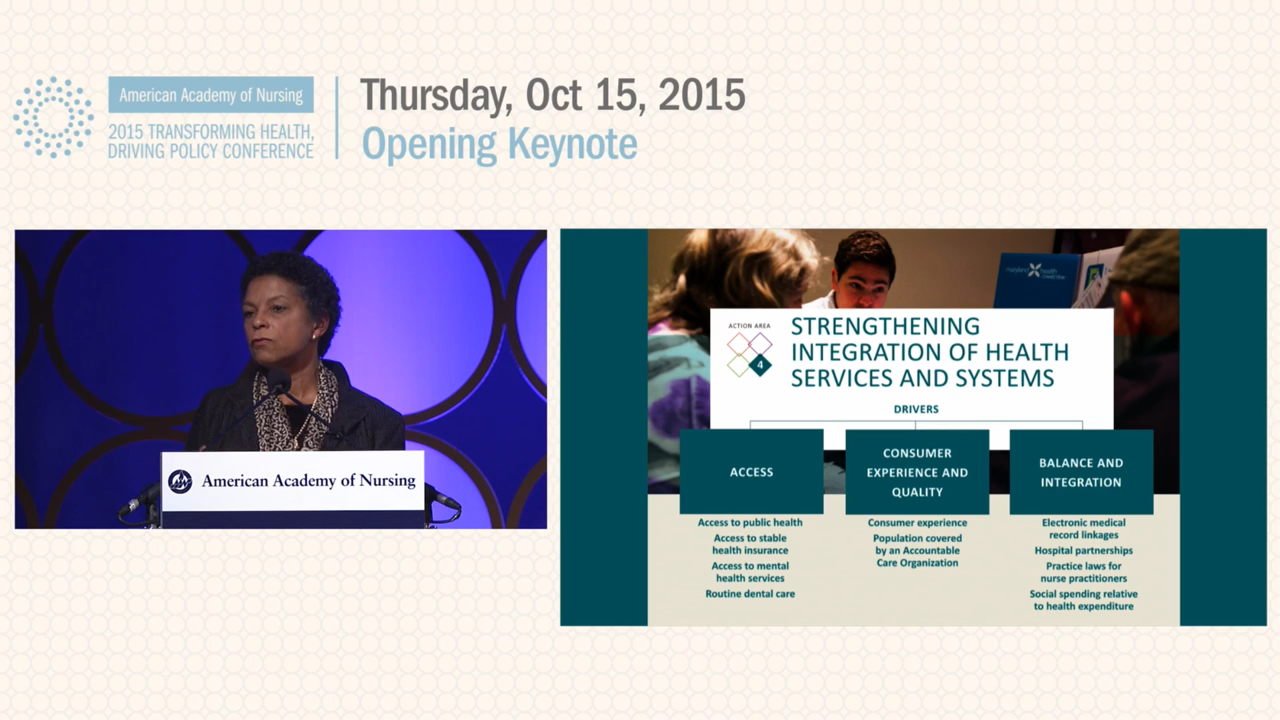 American Academy of Nursing
2015 TRANSFORMING HEALTH,
DRIVING POLICY CONFERENCE
Thursday, Oct 15, 2015
Opening Keynote
American Academy of Nursing
maryland health
ACTION AREA
4
STRENGTHENING
INTEGRATION OF HEALTH
SERVICES AND SYSTEMS
DRIVERS
ACCESS
Access to public health
Access to stable
health insurance
Access to mental
health services
Routine dental care
CONSUMER
EXPERIENCE AND
QUALITY
Consumer experience
Population covered
by an Accountable
Care Organization
BALANCE AND
INTEGRATION
Electronic medical
record linkages
Hospital partnerships
Practice laws for
nurse practitioners
Social spending relative
to health expenditure